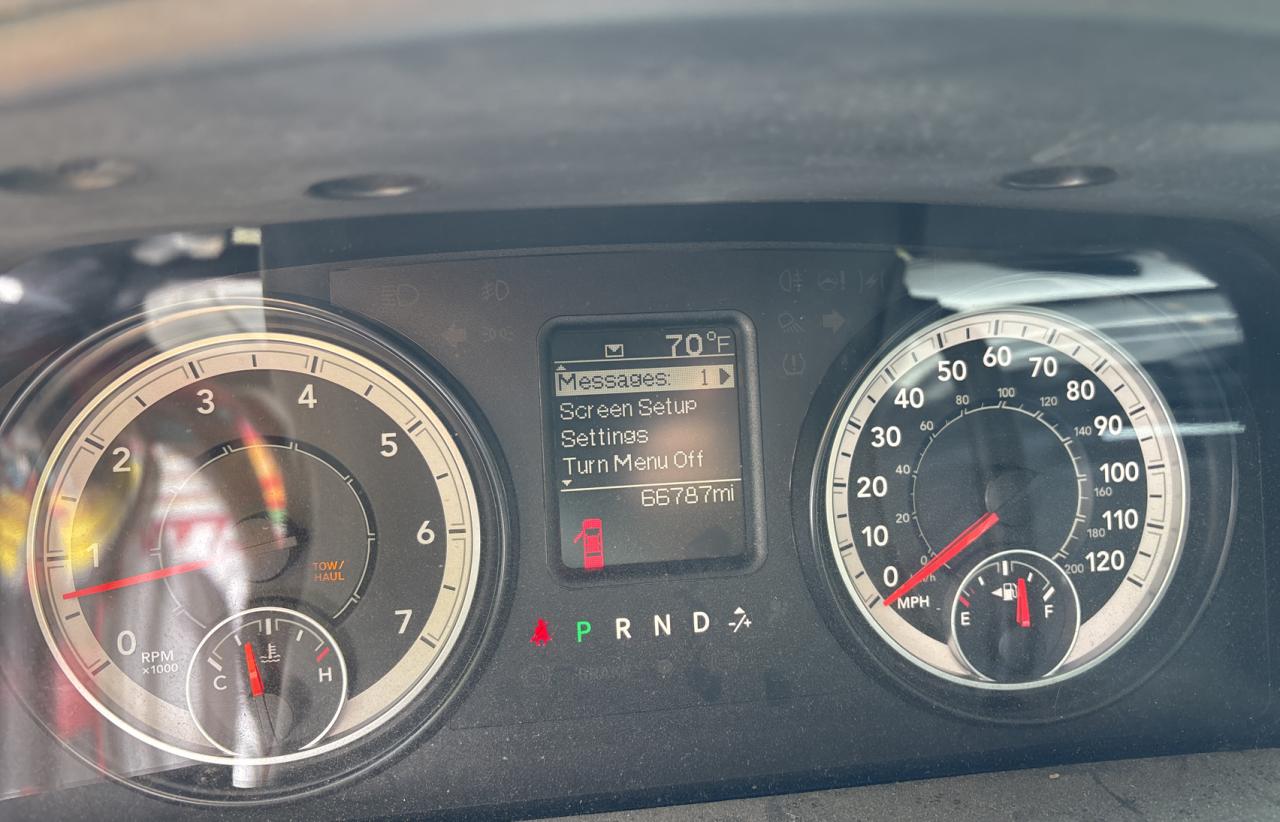 70°F
Messages: 1
Screen Setup
Settings
Turn Menu Off
66787mi
0
1
2
3
4
5
6
7
RPM
×1000
TOW/
HAUL
C
H
P R N D -/+
0
10
20
30
40
50
60
70
80
90
100
110
120
MPH
0
20
40
60
80
100
120
140
160
180
200
E
F